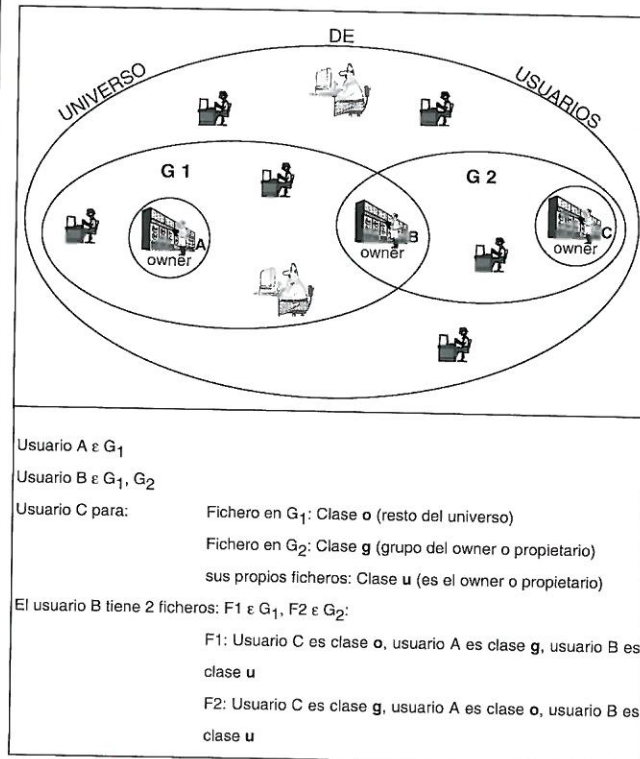 DE
UNIVERSO
USUARIOS
G 1
G 2
A
owner
B
owner
C
owner
Usuario A ε G1
Usuario B ε G1, G2
Usuario C para: Fichero en G1: Clase o (resto del universo)
Fichero en G2: Clase g (grupo del owner o propietario)
sus propios ficheros: Clase u (es el owner o propietario)
El usuario B tiene 2 ficheros: F1 ε G1, F2 ε G2:
F1: Usuario C es clase o, usuario A es clase g, usuario B es
clase u
F2: Usuario C es clase g, usuario A es clase o, usuario B es
clase u